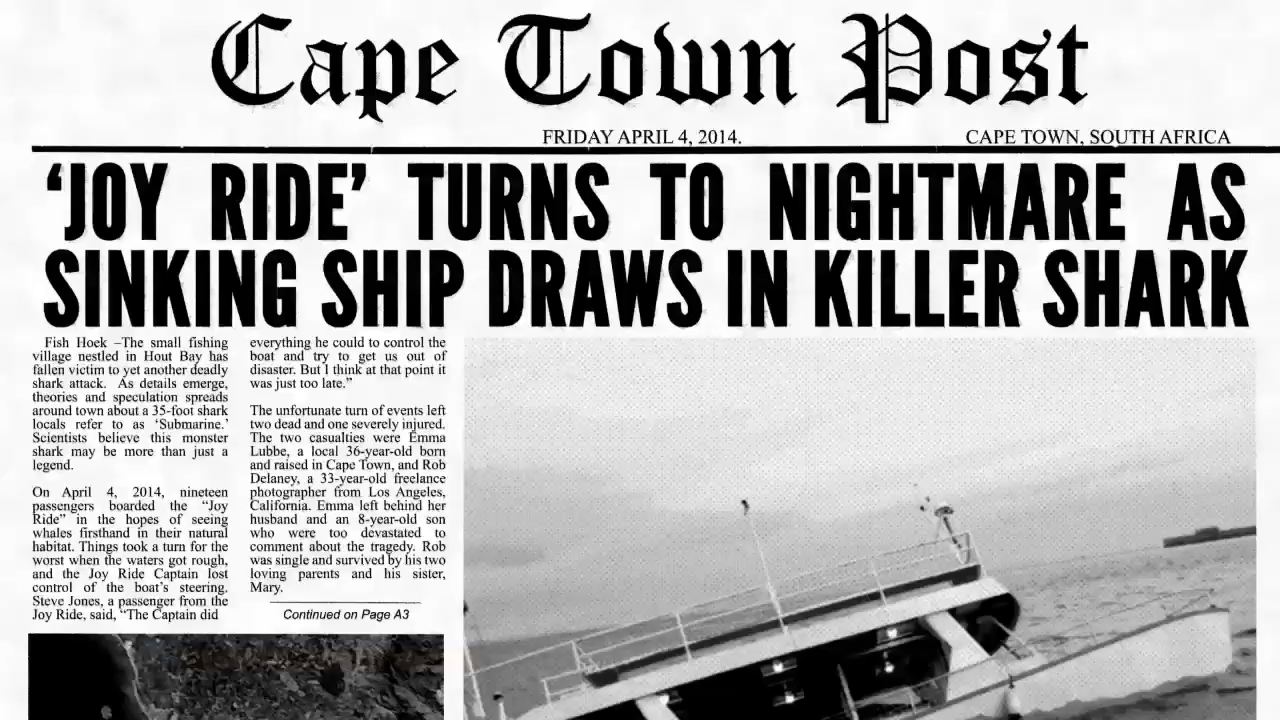 Cape Town Post
FRIDAY APRIL 4, 2014.
CAPE TOWN, SOUTH AFRICA
‘JOY RIDE’ TURNS TO NIGHTMARE AS
SINKING SHIP DRAWS IN KILLER SHARK
Fish Hoek –The small fishing
village nestled in Hout Bay has
fallen victim to yet another deadly
shark attack. As details emerge,
theories and speculation spreads
around town about a 35-foot shark
locals refer to as ‘Submarine.’
Scientists believe this monster
shark may be more than just a
legend.
On April 4, 2014, nineteen
passengers boarded the “Joy
Ride” in the hopes of seeing
whales firsthand in their natural
habitat. Things took a turn for the
worst when the waters got rough,
and the Joy Ride Captain lost
control of the boat’s steering.
Steve Jones, a passenger from the
Joy Ride, said, “The Captain did
everything he could to control the
boat and try to get us out of
disaster. But I think at that point it
was just too late.”
The unfortunate turn of events left
two dead and one severely injured.
The two casualties were Emma
Lubbe, a local 36-year-old born
and raised in Cape Town, and Rob
Delaney, a 33-year-old freelance
photographer from Los Angeles,
California. Emma left behind her
husband and an 8-year-old son
who were too devastated to
comment about the tragedy. Rob
was single and survived by his two
loving parents and his sister,
Mary.
Continued on Page A3